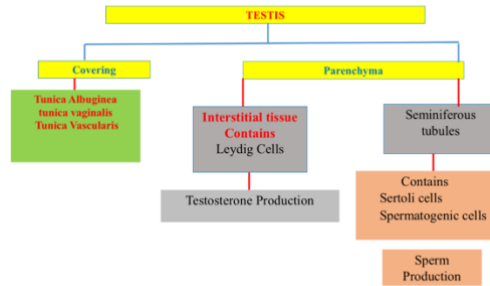 TESTIS
Covering
Parenchyma
Tunica Albuginea
tunica vaginalis
Tunica Vascularis
Interstitial tissue
Contains
Leydig Cells
Seminiferous
tubules
Testosterone Production
Contains
Sertoli cells
Spermatogenic cells
Sperm
Production